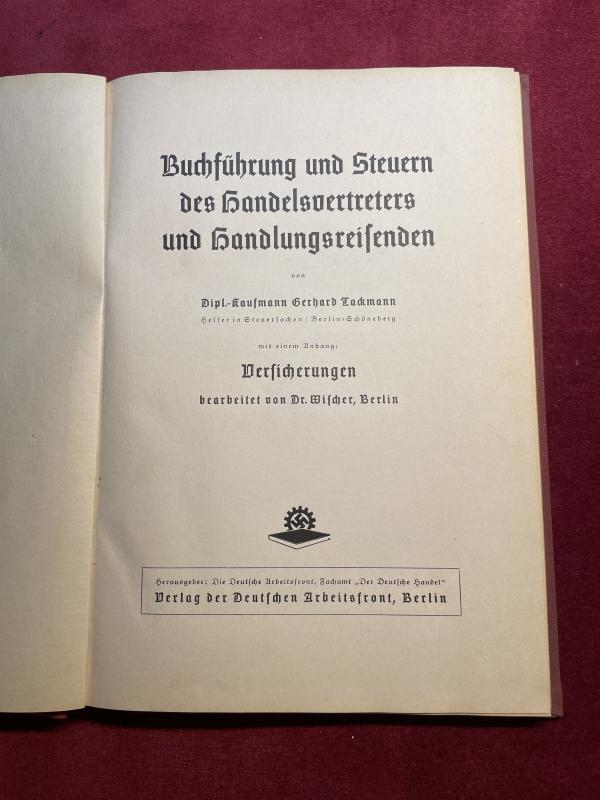 Buchführung und Steuern
des Handelsvertreters
und Handlungsreisenden
von
Dipl.-Kaufmann Gerhard Tackmann
Helfer in Steuersachen / Berlin-Schöneberg
mit einem Anhang:
Versicherungen
bearbeitet von Dr. Wischer, Berlin
Herausgeber: Die Deutsche Arbeitsfront, Fachamt „Der Deutsche Handel“
Verlag der Deutschen Arbeitsfront, Berlin